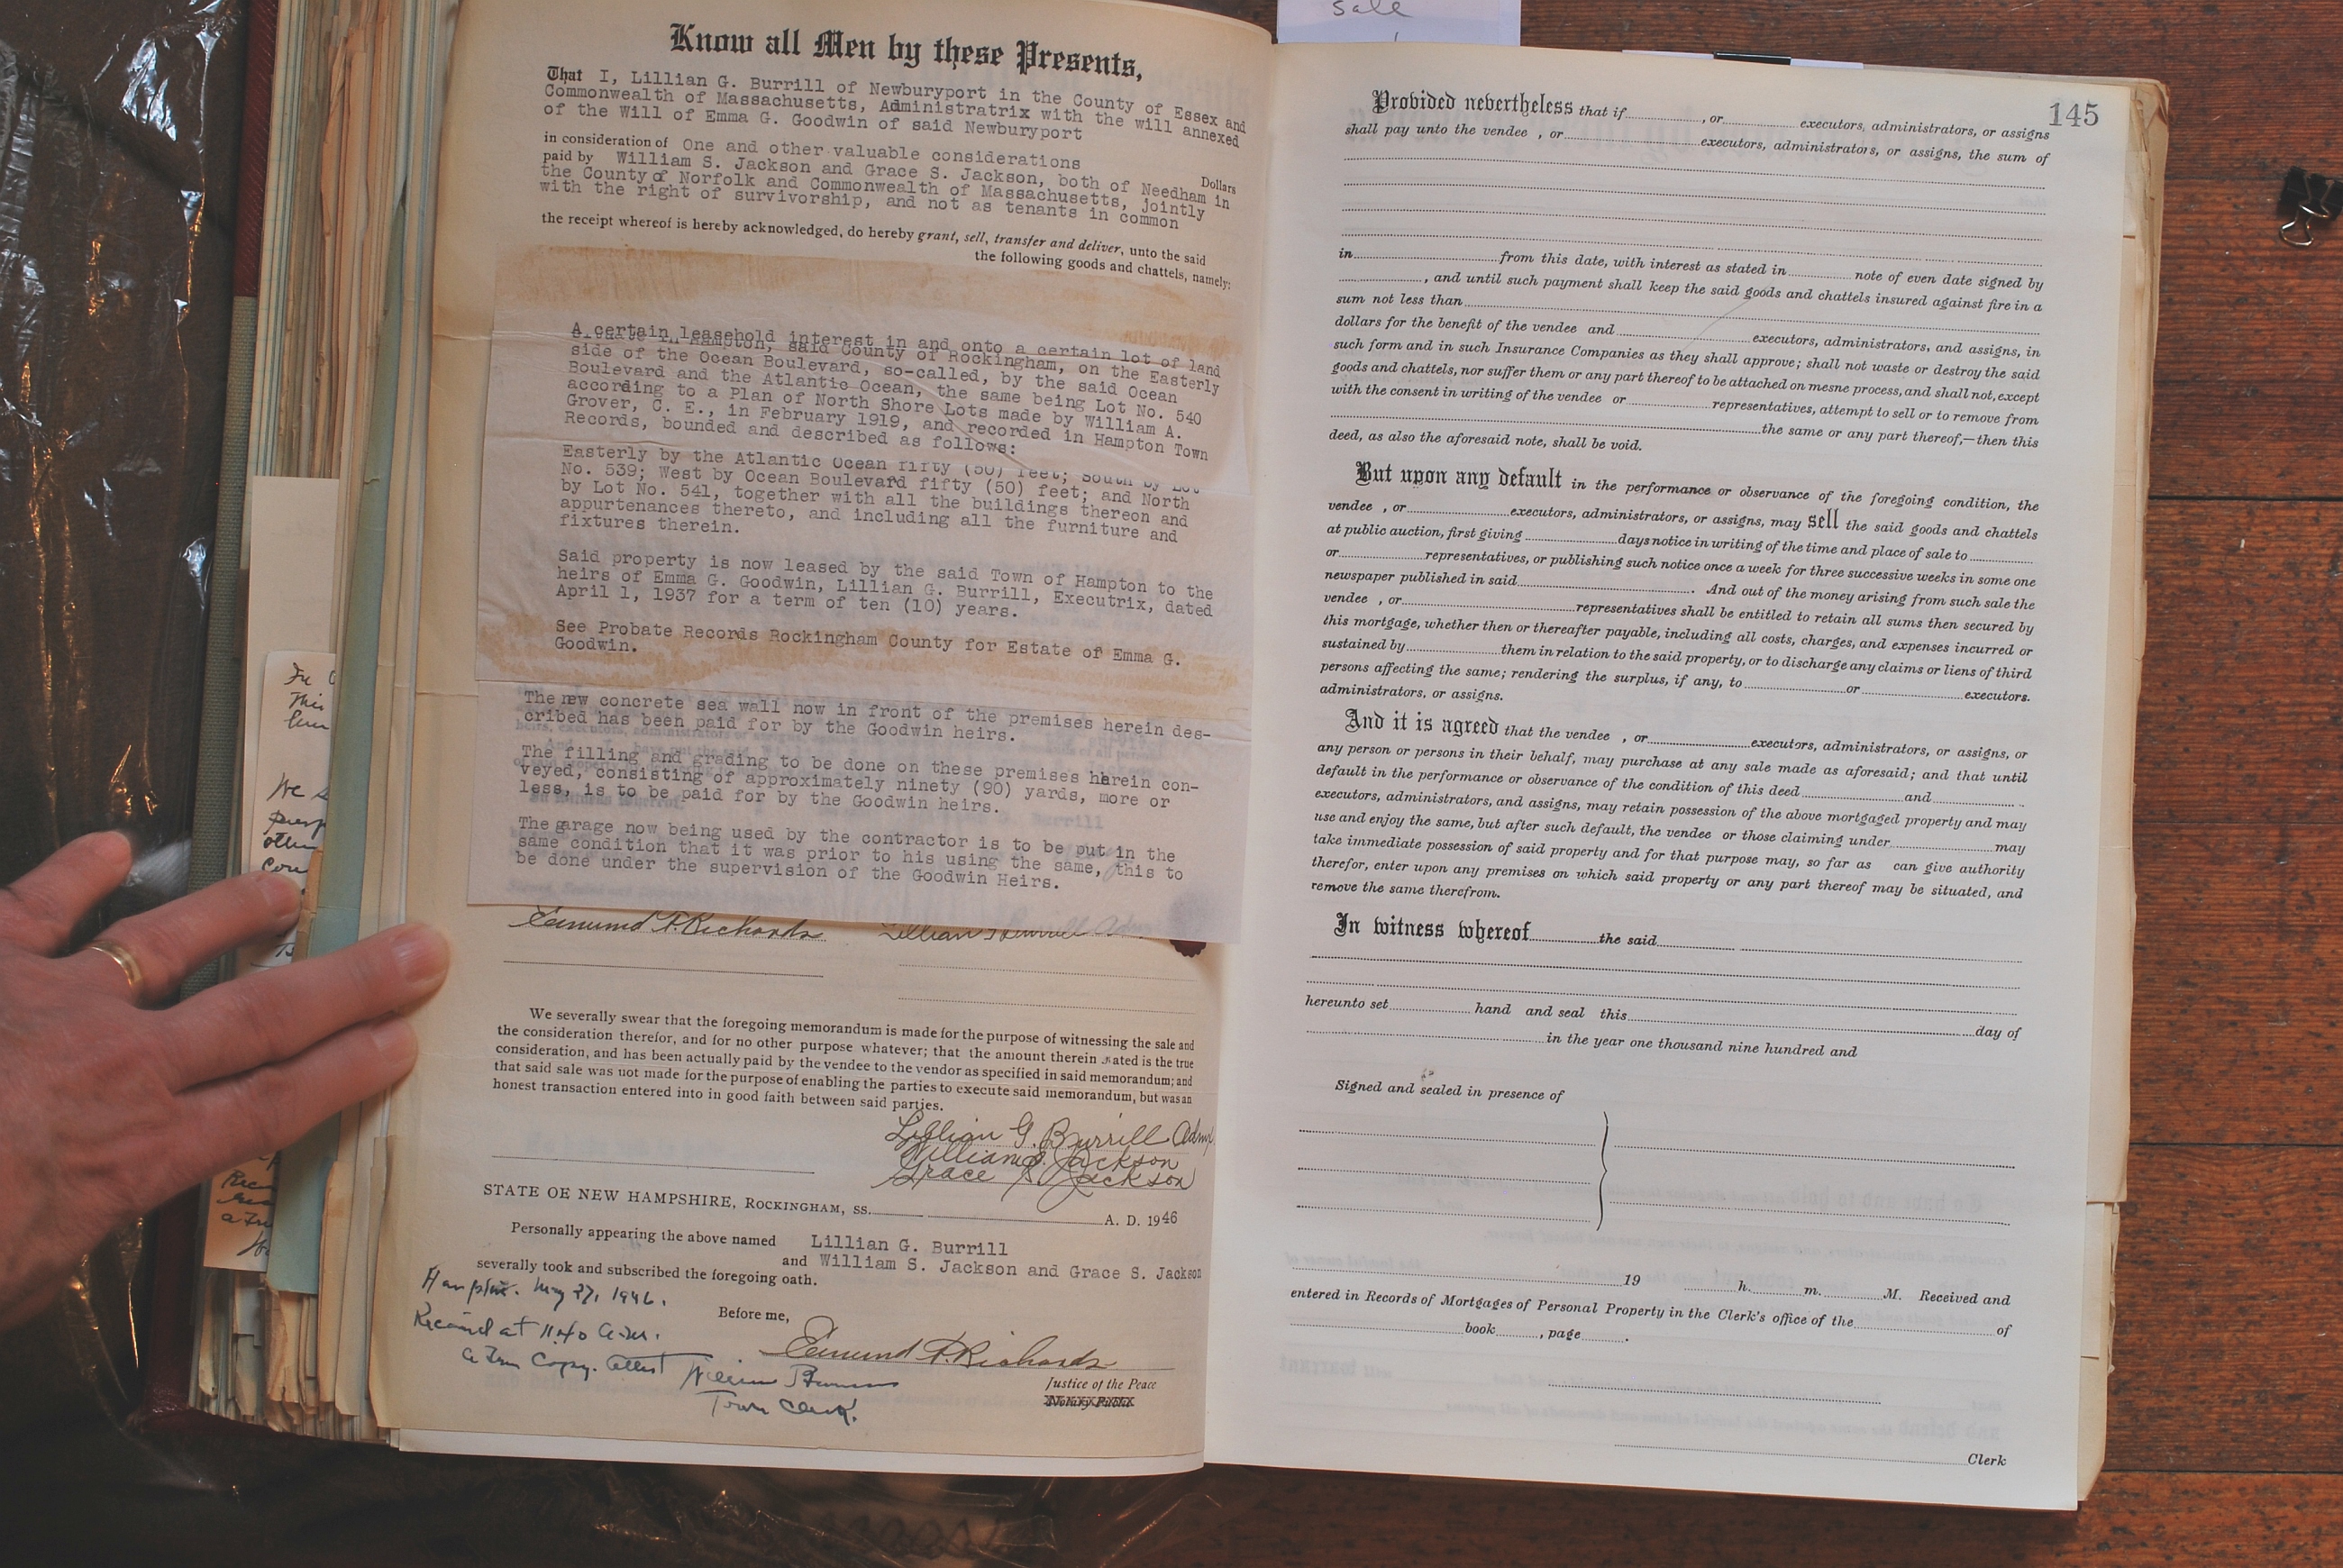 sale
Know all Men by these Presents,
That I, Lillian G. Burrill of Newburyport in the County of Essex and
Commonwealth of Massachusetts, Administratrix with the will annexed
of the Will of Emma G. Goodwin of said Newburyport
in consideration of One and other valuable considerations
Dollars
paid by William S. Jackson and Grace S. Jackson, both of Needham in
the County of Norfolk and Commonwealth of Massachusetts, jointly
with the right of survivorship, and not as tenants in common
the receipt whereof is hereby acknowledged, do hereby grant, sell, transfer and deliver, unto the said
the following goods and chattels, namely:
A certain leasehold interest in and onto a certain lot of land
situate in Hampton, said County of Rockingham, on the Easterly
side of the Ocean Boulevard, so-called, by the said Ocean
Boulevard and the Atlantic Ocean, the same being Lot No. 540
according to a Plan of North Shore Lots made by William A.
Grover, C. E., in February 1919, and recorded in Hampton Town
Records, bounded and described as follows:
Easterly by the Atlantic Ocean fifty (50) feet; South by Lot
No. 539; West by Ocean Boulevard fifty (50) feet; and North
by Lot No. 541, together with all the buildings thereon and
appurtenances thereto, and including all the furniture and
fixtures therein.
Said property is now leased by the said Town of Hampton to the
heirs of Emma G. Goodwin, Lillian G. Burrill, Executrix, dated
April 1, 1937 for a term of ten (10) years.
See Probate Records Rockingham County for Estate of Emma G.
Goodwin.
The new concrete sea wall now in front of the premises herein des-
cribed has been paid for by the Goodwin heirs.
The filling and grading to be done on these premises herein con-
veyed, consisting of approximately ninety (90) yards, more or
less, is to be paid for by the Goodwin heirs.
The garage now being used by the contractor is to be put in the
same condition that it was prior to his using the same, this to
be done under the supervision of the Goodwin Heirs.
Edmund F. Richards Lillian G Burrill Adm
We severally swear that the foregoing memorandum is made for the purpose of witnessing the sale and
the consideration therefor, and for no other purpose whatever; that the amount therein stated is the true
consideration, and has been actually paid by the vendee to the vendor as specified in said memorandum; and
that said sale was not made for the purpose of enabling the parties to execute said memorandum, but was an
honest transaction entered into in good faith between said parties.
Lillian G. Burrill Admx
William S. Jackson
Grace S. Jackson
STATE OF NEW HAMPSHIRE, ROCKINGHAM, SS. A. D. 1946
Personally appearing the above named Lillian G. Burrill
and William S. Jackson and Grace S. Jackson
severally took and subscribed the foregoing oath.
Hampton. May 27, 1946.
Before me,
Received at 11.40 A.M.
Edmund F. Richards
A True Copy. Attest William
Town Clerk.
Justice of the Peace
Notary Public
145
Provided nevertheless that if , or executors, administrators, or assigns
shall pay unto the vendee , or executors, administrators, or assigns, the sum of
in from this date, with interest as stated in note of even date signed by
, and until such payment shall keep the said goods and chattels insured against fire in a
sum not less than
dollars for the benefit of the vendee and executors, administrators, and assigns, in
such form and in such Insurance Companies as they shall approve; shall not waste or destroy the said
goods and chattels, nor suffer them or any part thereof to be attached on mesne process, and shall not, except
with the consent in writing of the vendee or representatives, attempt to sell or to remove from
the same or any part thereof,—then this
deed, as also the aforesaid note, shall be void.
But upon any default in the performance or observance of the foregoing condition, the
vendee , or executors, administrators, or assigns, may sell the said goods and chattels
at public auction, first giving days notice in writing of the time and place of sale to
or representatives, or publishing such notice once a week for three successive weeks in some one
newspaper published in said . And out of the money arising from such sale the
vendee , or representatives shall be entitled to retain all sums then secured by
this mortgage, whether then or thereafter payable, including all costs, charges, and expenses incurred or
sustained by them in relation to the said property, or to discharge any claims or liens of third
persons affecting the same; rendering the surplus, if any, to or executors.
administrators, or assigns.
And it is agreed that the vendee , or executors, administrators, or assigns, or
any person or persons in their behalf, may purchase at any sale made as aforesaid; and that until
default in the performance or observance of the condition of this deed and
executors, administrators, and assigns, may retain possession of the above mortgaged property and may
use and enjoy the same, but after such default, the vendee or those claiming under may
take immediate possession of said property and for that purpose may, so far as can give authority
therefor, enter upon any premises on which said property or any part thereof may be situated, and
remove the same therefrom.
In witness whereof the said
hereunto set hand and seal this day of
in the year one thousand nine hundred and
Signed and sealed in presence of
19 h. m. M. Received and
entered in Records of Mortgages of Personal Property in the Clerk's office of the of
book , page .
Clerk